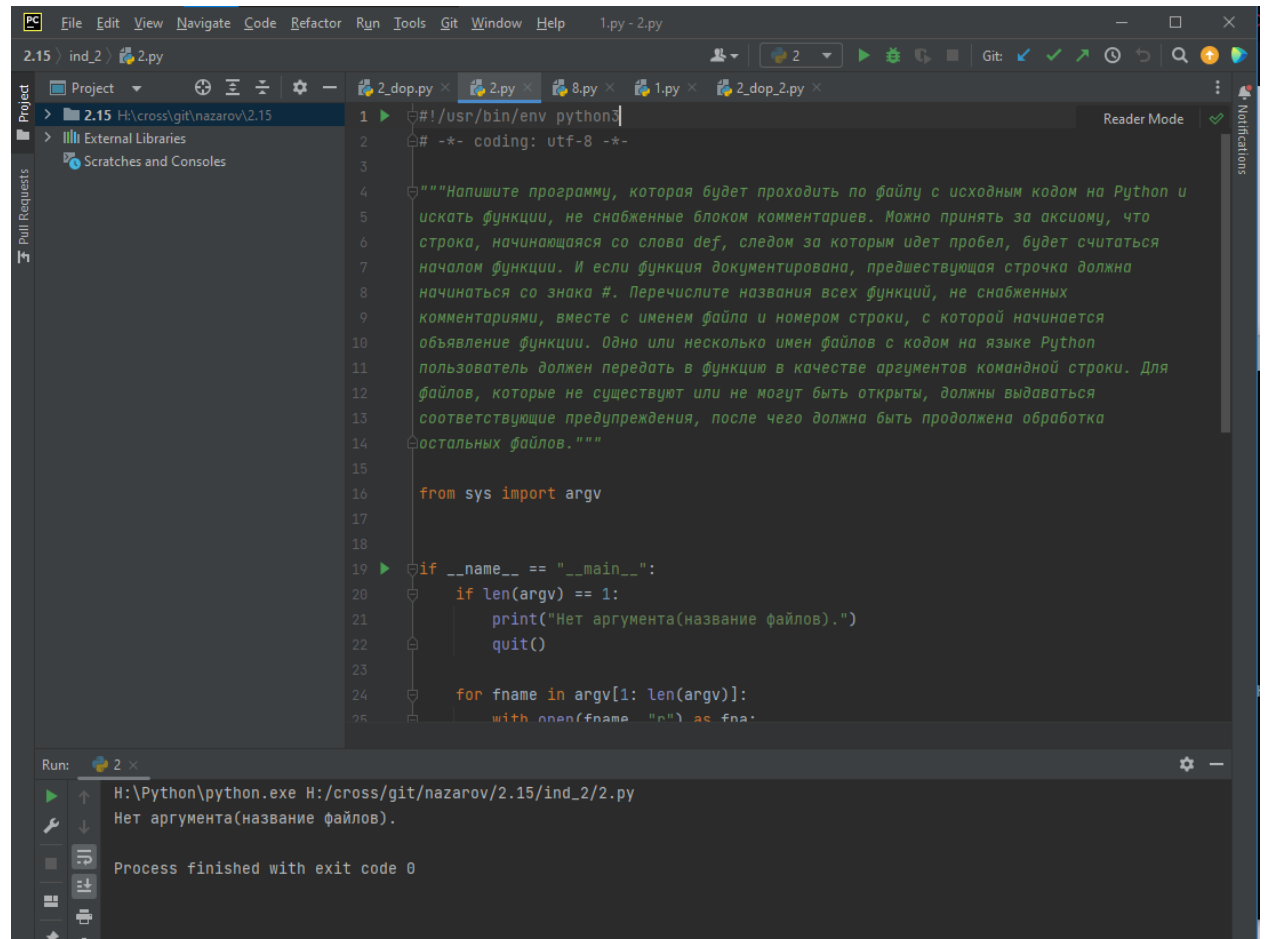 PC File Edit View Navigate Code Refactor Run Tools Git Window Help 1.py - 2.py
2.15 ind_2 2.py 2 Git:
Project 2_dop.py 2.py 8.py 1.py 2_dop_2.py
Project
Pull Requests
Notifications
2.15 H:\cross\git\nazarov\2.15
External Libraries
Scratches and Consoles
Reader Mode
1 #!/usr/bin/env python3
2 # -*- coding: utf-8 -*-
3
4 """Напишите программу, которая будет проходить по файлу с исходным кодом на Python и
5 искать функции, не снабженные блоком комментариев. Можно принять за аксиому, что
6 строка, начинающаяся со слова def, следом за которым идет пробел, будет считаться
7 началом функции. И если функция документирована, предшествующая строчка должна
8 начинаться со знака #. Перечислите названия всех функций, не снабженных
9 комментариями, вместе с именем файла и номером строки, с которой начинается
10 объявление функции. Одно или несколько имен файлов с кодом на языке Python
11 пользователь должен передать в функцию в качестве аргументов командной строки. Для
12 файлов, которые не существуют или не могут быть открыты, должны выдаваться
13 соответствующие предупреждения, после чего должна быть продолжена обработка
14 остальных файлов."""
15
16 from sys import argv
17
18
19 if __name__ == "__main__":
20 if len(argv) == 1:
21 print("Нет аргумента(название файлов).")
22 quit()
23
24 for fname in argv[1: len(argv)]:
25 with open(fname, "r") as fna:
Run: 2
H:\Python\python.exe H:/cross/git/nazarov/2.15/ind_2/2.py
Нет аргумента(название файлов).
Process finished with exit code 0